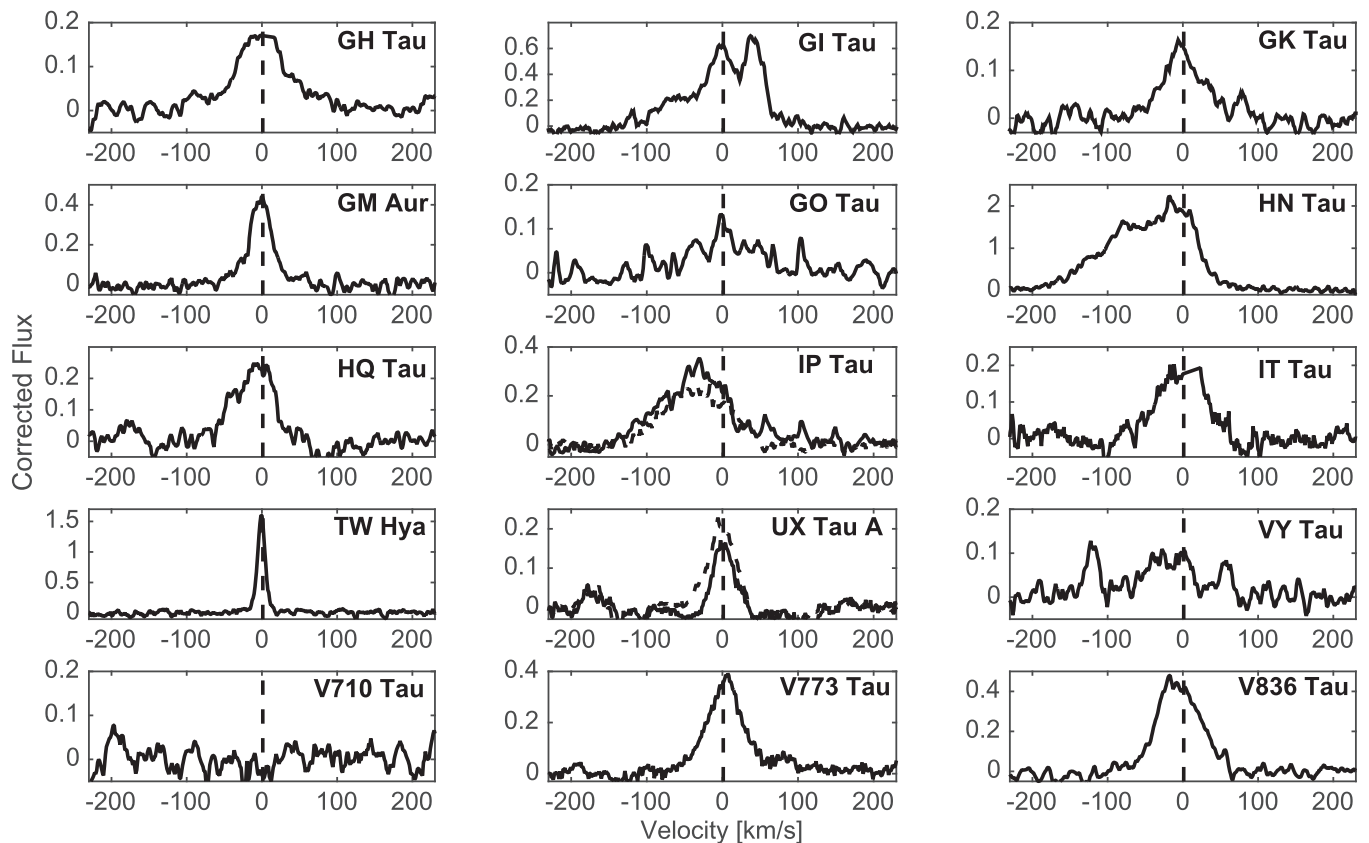 GH Tau
0.2
0.1
0
-200 -100 0 100 200
GI Tau
0.6
0.4
0.2
0
-200 -100 0 100 200
GK Tau
0.2
0.1
0
-200 -100 0 100 200
GM Aur
0.4
0.2
0
-200 -100 0 100 200
GO Tau
0.2
0.1
0
-200 -100 0 100 200
HN Tau
2
1
0
-200 -100 0 100 200
Corrected Flux
HQ Tau
0.2
0.1
0
-200 -100 0 100 200
IP Tau
0.4
0.2
0
-200 -100 0 100 200
IT Tau
0.2
0.1
0
-200 -100 0 100 200
TW Hya
1.5
1
0.5
0
-200 -100 0 100 200
UX Tau A
0.2
0.1
0
-200 -100 0 100 200
VY Tau
0.2
0.1
0
-200 -100 0 100 200
V710 Tau
0.2
0.1
0
-200 -100 0 100 200
V773 Tau
0.4
0.2
0
-200 -100 0 100 200
V836 Tau
0.4
0.2
0
-200 -100 0 100 200
Velocity [km/s]